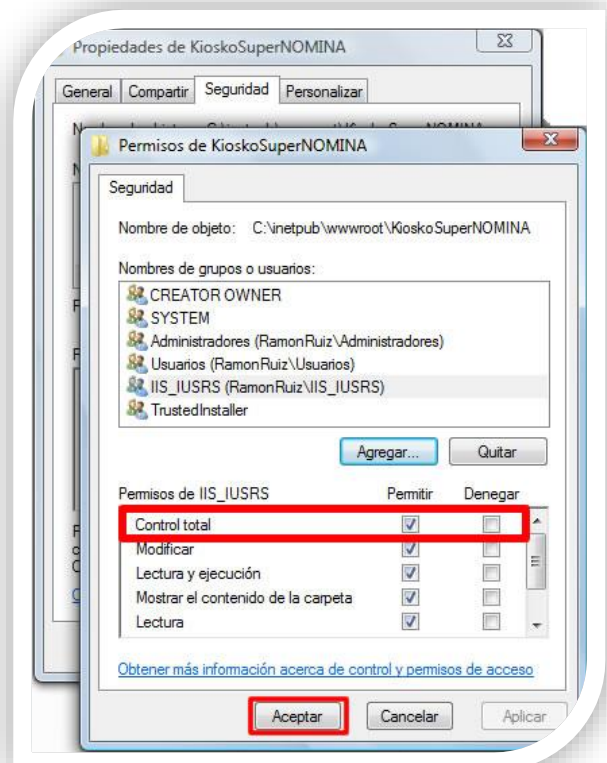 Propiedades de KioskoSuperNOMINA
General Compartir Seguridad Personalizar
Permisos de KioskoSuperNOMINA
Seguridad
Nombre de objeto: C:\inetpub\wwwroot\KioskoSuperNOMINA
Nombres de grupos o usuarios:
CREATOR OWNER
SYSTEM
Administradores (RamonRuiz\Administradores)
Usuarios (RamonRuiz\Usuarios)
IIS_IUSRS (RamonRuiz\IIS_IUSRS)
TrustedInstaller
Agregar... Quitar
Permisos de IIS_IUSRS Permitir Denegar
Control total
Modificar
Lectura y ejecución
Mostrar el contenido de la carpeta
Lectura
Obtener más información acerca de control y permisos de acceso
Aceptar Cancelar Aplicar